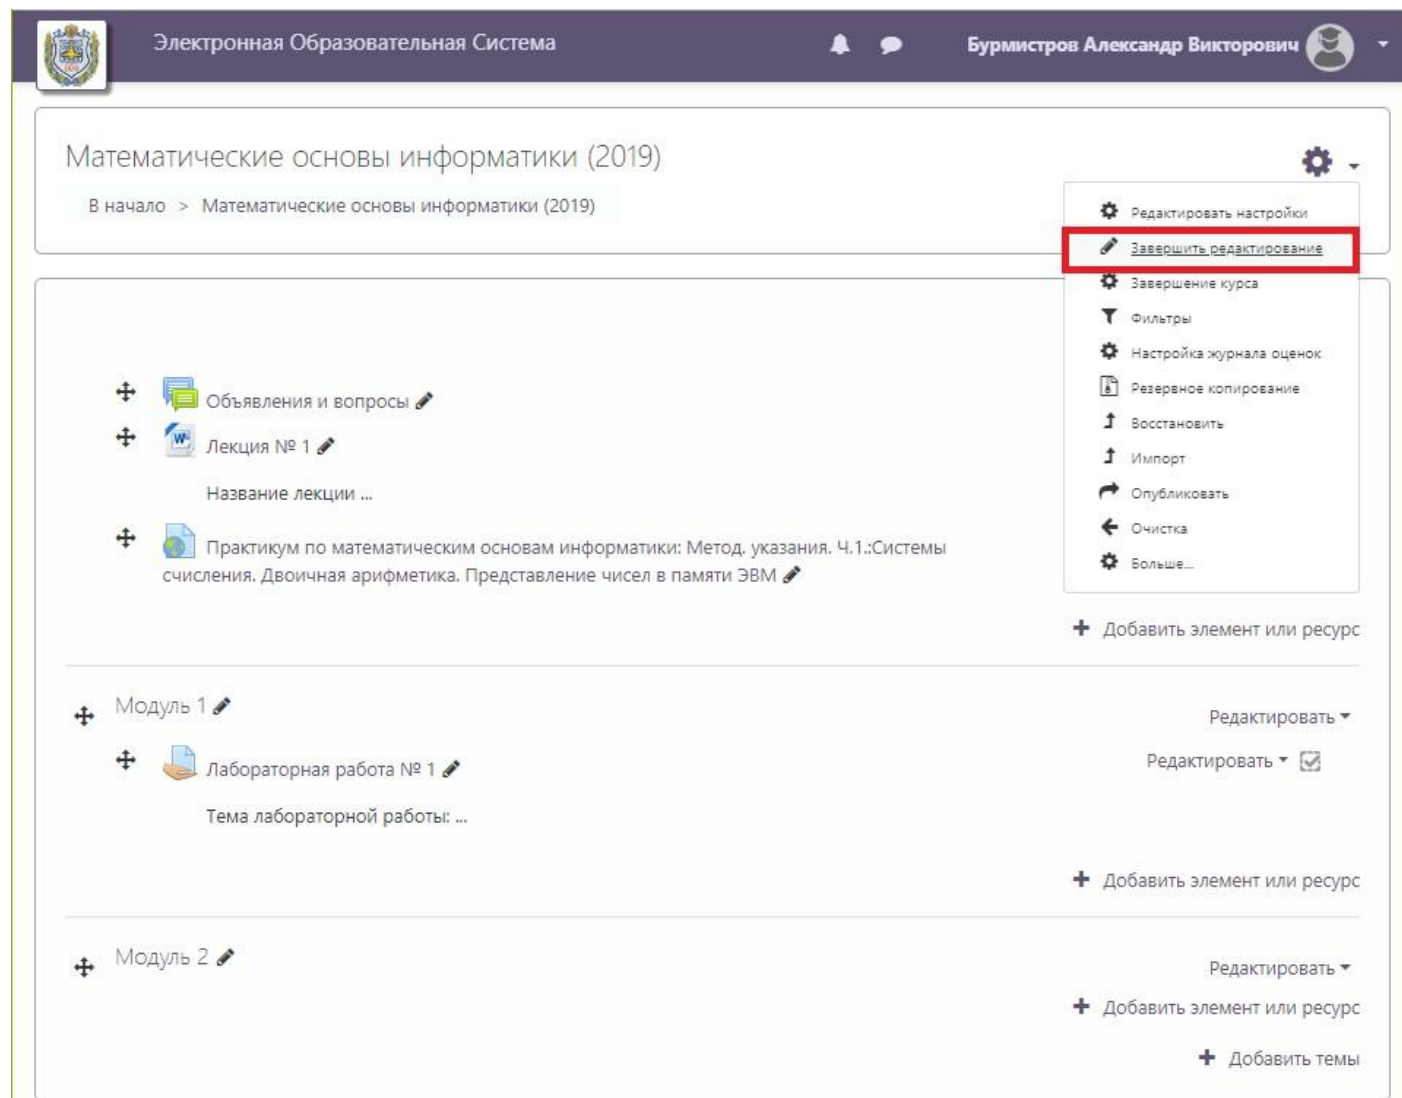 Электронная Образовательная Система
Бурмистров Александр Викторович
Математические основы информатики (2019)
В начало > Математические основы информатики (2019)
Редактировать настройки
Завершить редактирование
Завершение курса
Фильтры
Настройка журнала оценок
Резервное копирование
Восстановить
Импорт
Опубликовать
Очистка
Больше...
Объявления и вопросы
Лекция № 1
Название лекции ...
Практикум по математическим основам информатики: Метод. указания. Ч.1.:Системы
счисления. Двоичная арифметика. Представление чисел в памяти ЭВМ
Добавить элемент или ресурс
Модуль 1
Редактировать
Лабораторная работа № 1
Редактировать
Тема лабораторной работы: ...
Добавить элемент или ресурс
Модуль 2
Редактировать
Добавить элемент или ресурс
Добавить темы